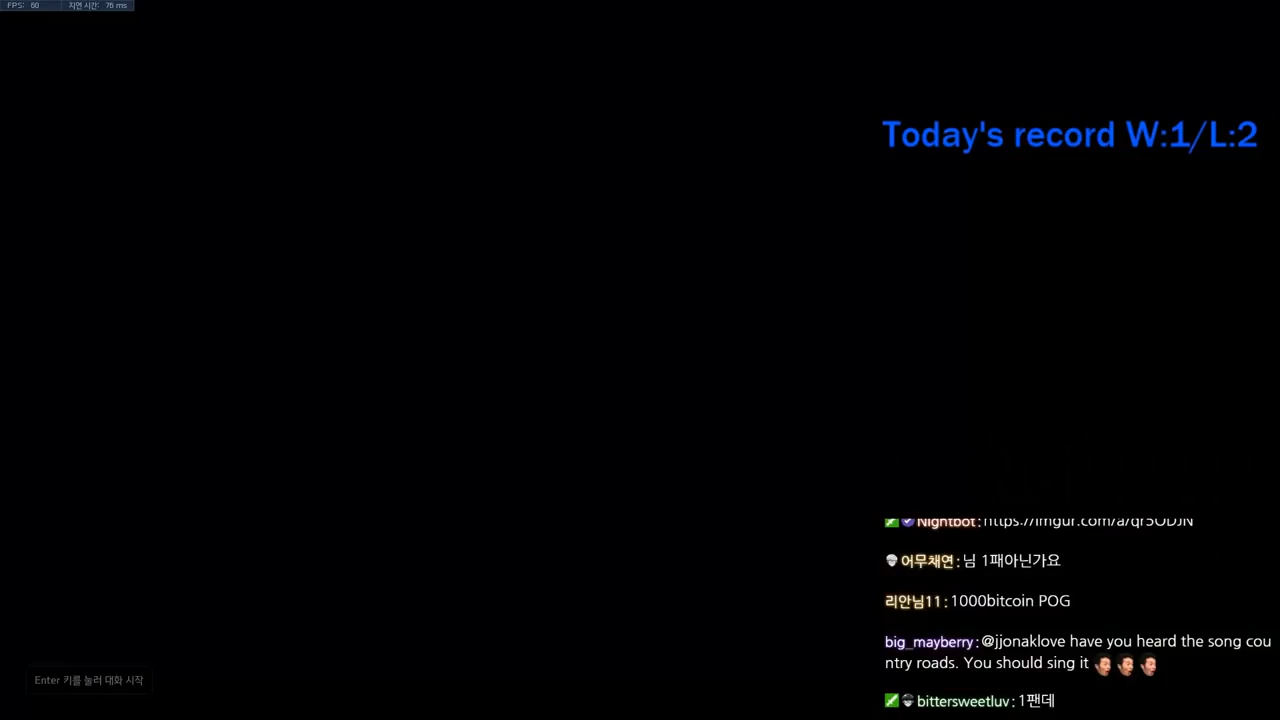 FPS: 60 지연 시간: 75 ms
Today's record W:1/L:2
Nightbot: https://imgur.com/a/qr5ODJN
어무채연: 님 1패아닌가요
리안님11: 1000bitcoin POG
big_mayberry: @jjonaklove have you heard the song cou
ntry roads. You should sing it
bittersweetluv: 1팬데
Enter 키를 눌러 대화 시작